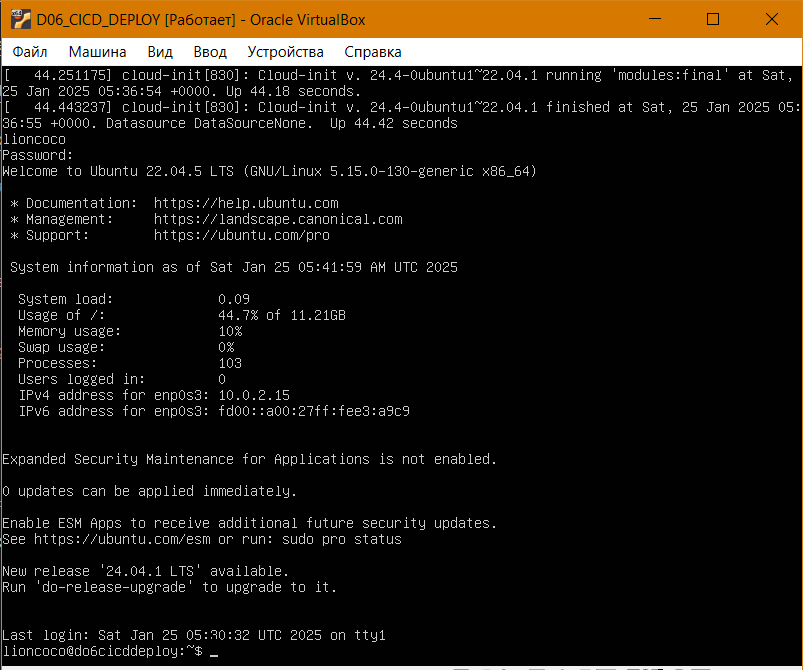 D06_CICD_DEPLOY [Работает] - Oracle VirtualBox
Файл Машина Вид Ввод Устройства Справка
[   44.251175] cloud-init[830]: Cloud-init v. 24.4-0ubuntu1~22.04.1 running 'modules:final' at Sat,
25 Jan 2025 05:36:54 +0000. Up 44.18 seconds.
[   44.443237] cloud-init[830]: Cloud-init v. 24.4-0ubuntu1~22.04.1 finished at Sat, 25 Jan 2025 05:
36:55 +0000. Datasource DataSourceNone.  Up 44.42 seconds
lioncoco
Password:
Welcome to Ubuntu 22.04.5 LTS (GNU/Linux 5.15.0-130-generic x86_64)
* Documentation:  https://help.ubuntu.com
* Management:     https://landscape.canonical.com
* Support:        https://ubuntu.com/pro
System information as of Sat Jan 25 05:41:59 AM UTC 2025
System load:             0.09
Usage of /:              44.7% of 11.21GB
Memory usage:            10%
Swap usage:              0%
Processes:               103
Users logged in:         0
IPv4 address for enp0s3: 10.0.2.15
IPv6 address for enp0s3: fd00::a00:27ff:fee3:a9c9
Expanded Security Maintenance for Applications is not enabled.
0 updates can be applied immediately.
Enable ESM Apps to receive additional future security updates.
See https://ubuntu.com/esm or run: sudo pro status
New release '24.04.1 LTS' available.
Run 'do-release-upgrade' to upgrade to it.
Last login: Sat Jan 25 05:30:32 UTC 2025 on tty1
lioncoco@do6cicddeploy:~$ _